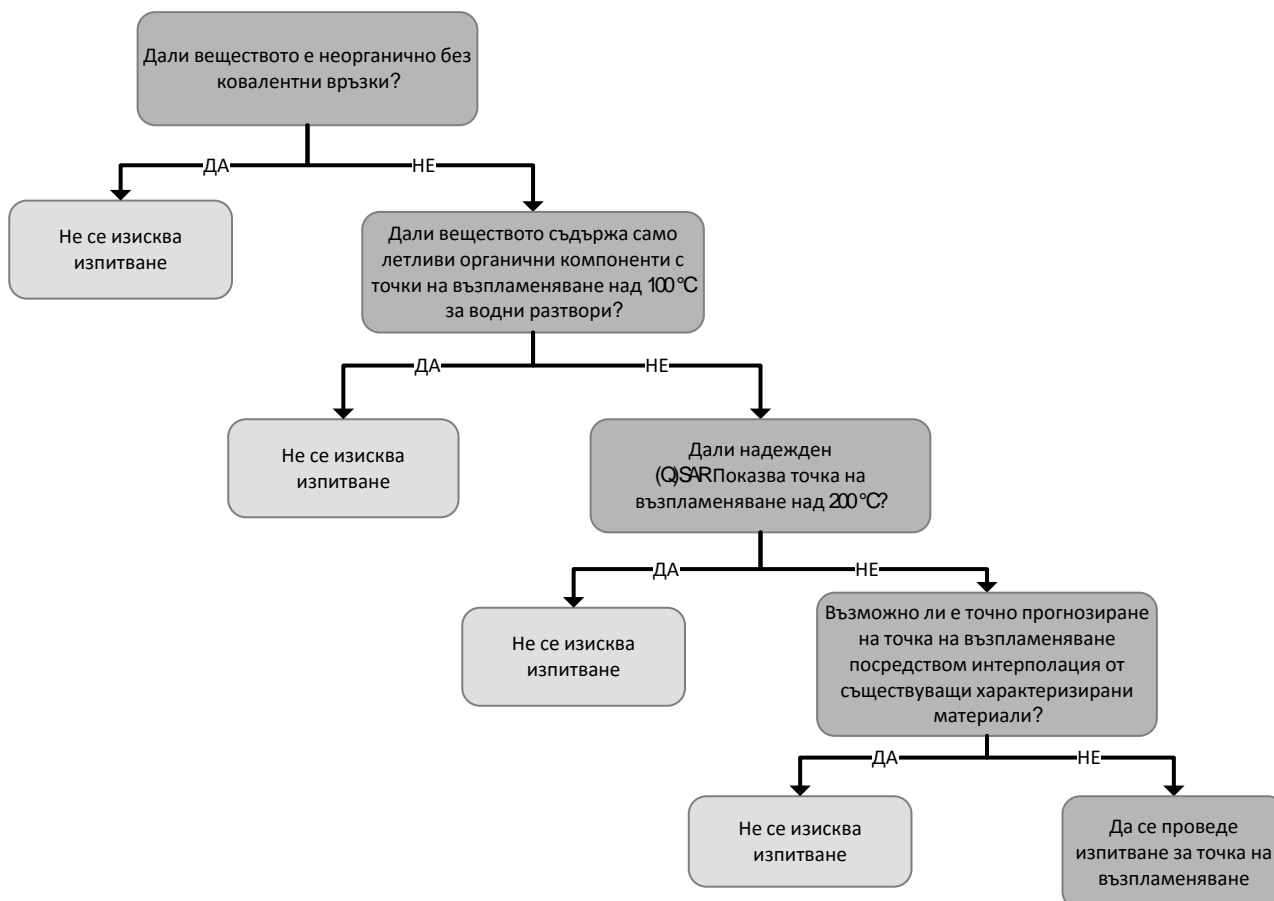 Дали веществото е неорганично без
ковалентни връзки?
ДА
НЕ
Не се изисква
изпитване
Дали веществото съдържа само
летливи органични компоненти с
точки на възпламеняване над 100 °C
за водни разтвори?
ДА
НЕ
Не се изисква
изпитване
Дали надежден
(Q)SAR Показва точка на
възпламеняване над 200 °C?
ДА
НЕ
Не се изисква
изпитване
Възможно ли е точно прогнозиране
на точка на възпламеняване
посредством интерполация от
съществуващи характеризирани
материали?
ДА
НЕ
Не се изисква
изпитване
Да се проведе
изпитване за точка на
възпламеняване